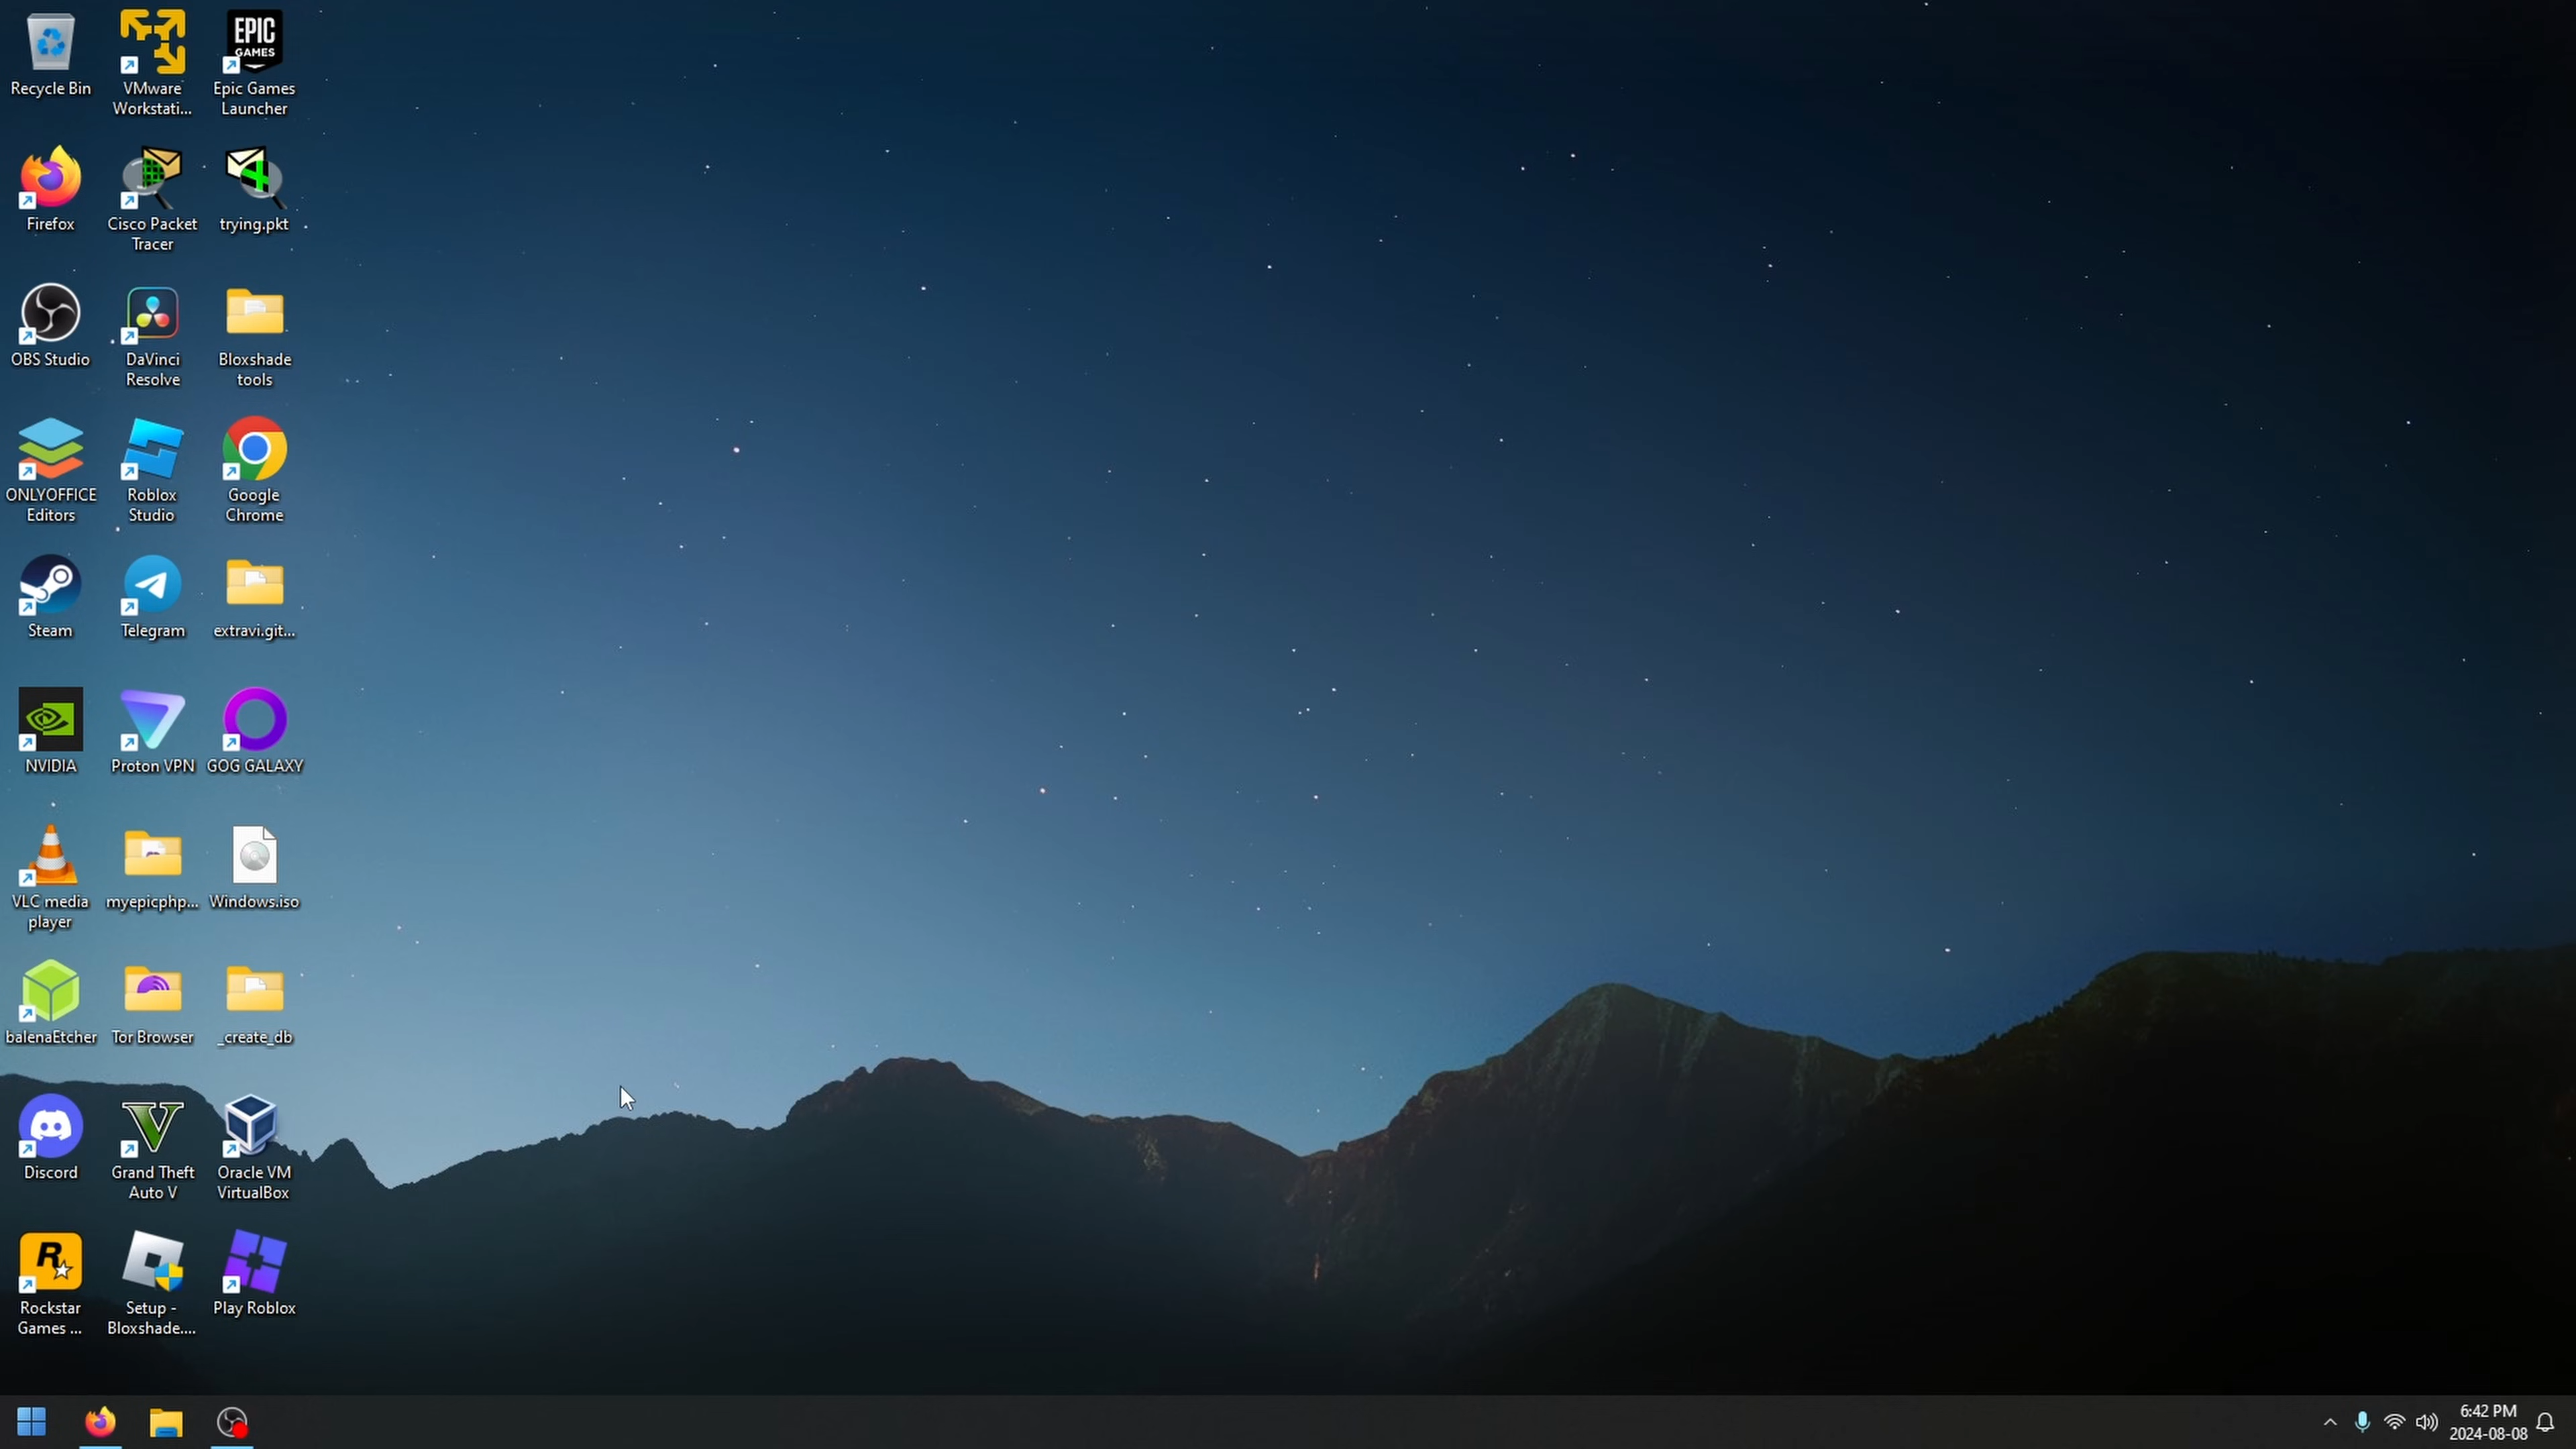 Recycle Bin
VMware
Workstati...
EPIC
GAMES
Epic Games
Launcher
Firefox
Cisco Packet
Tracer
trying.pkt
OBS Studio
DaVinci
Resolve
Bloxshade
tools
ONLYOFFICE
Editors
Roblox
Studio
Google
Chrome
Steam
Telegram
extravi.git...
NVIDIA
Proton VPN
GOG GALAXY
VLC media
player
myepicphp...
Windows.iso
balenaEtcher
Tor Browser
_create_db
Discord
V
Grand Theft
Auto V
Oracle VM
VirtualBox
R
Rockstar
Games ...
Setup -
Bloxshade....
Play Roblox
6:42 PM
2024-08-08